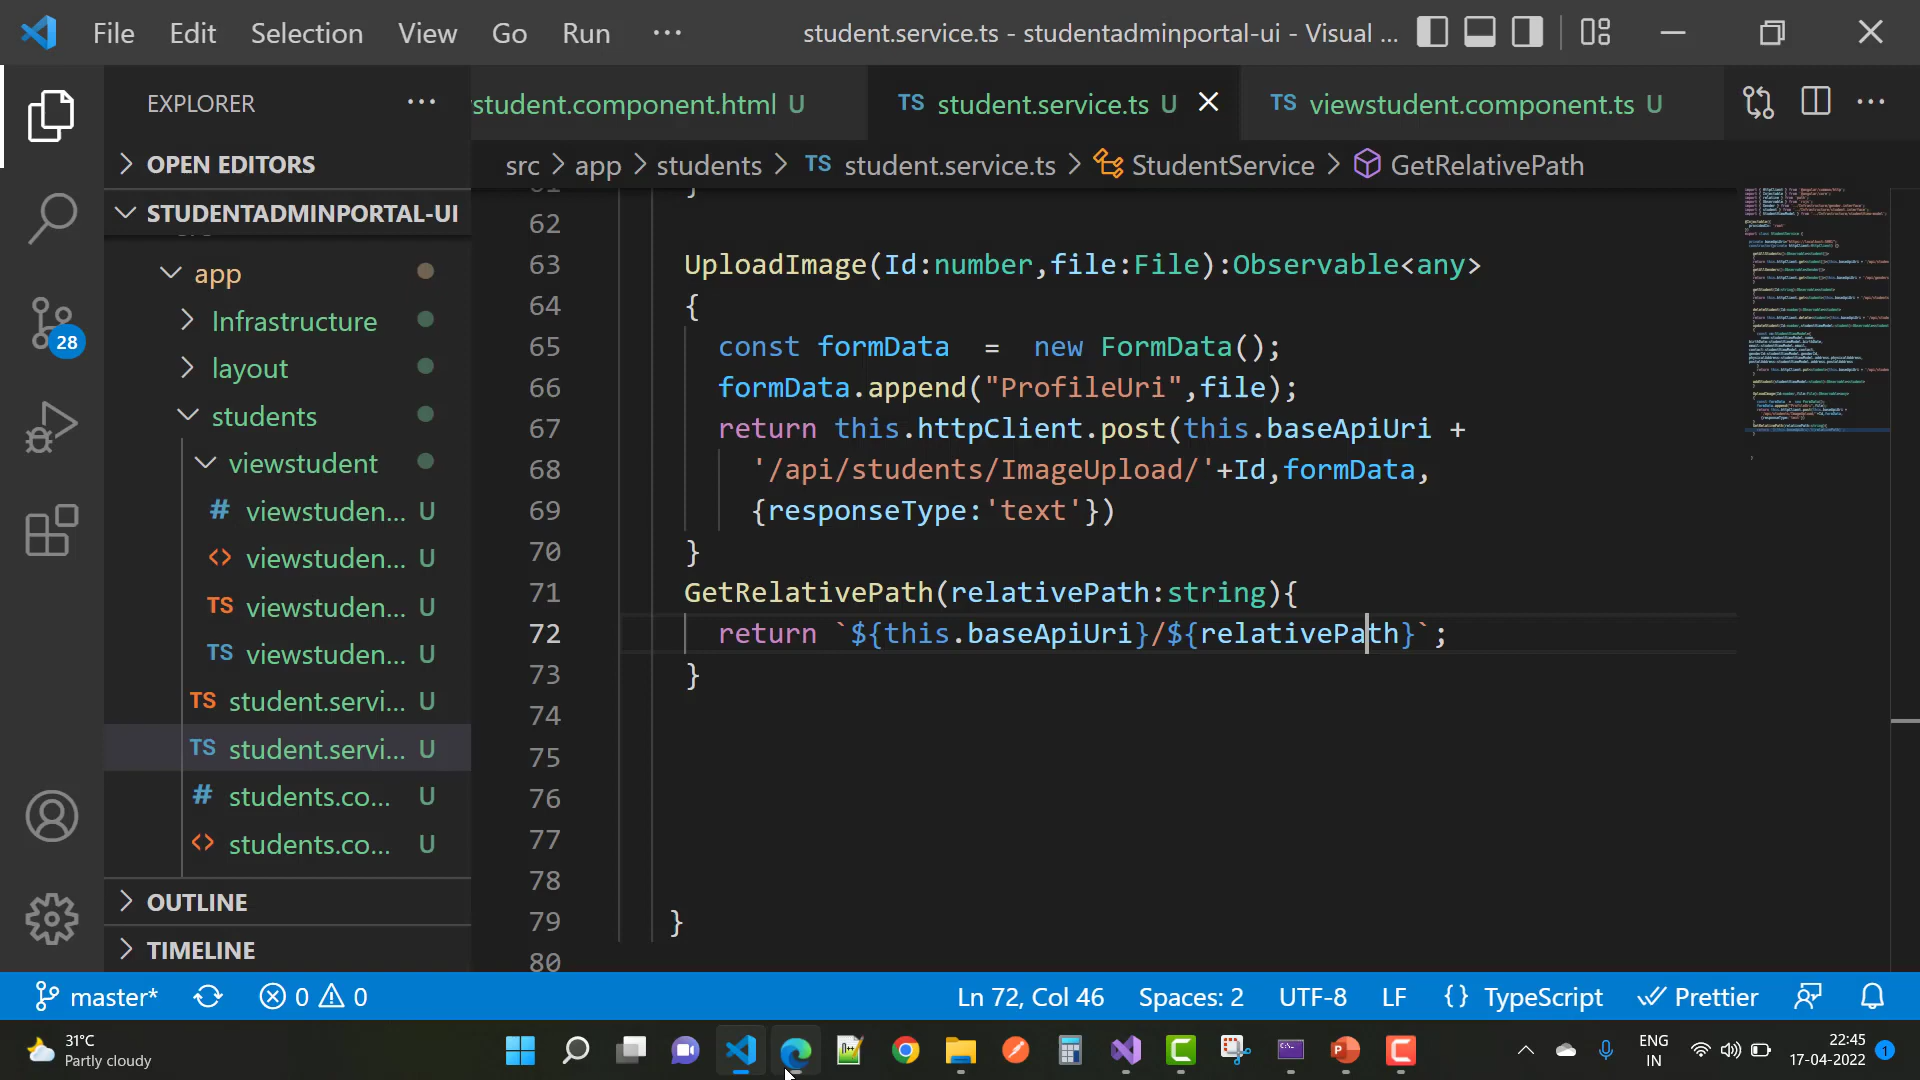 File Edit Selection View Go Run ··· student.service.ts - studentadminportal-ui - Visual ...
EXPLORER ···
student.component.html U
TS student.service.ts U
TS viewstudent.component.ts U
OPEN EDITORS
src > app > students > TS student.service.ts > StudentService > GetRelativePath
STUDENTADMINPORTAL-UI
app
Infrastructure
layout
students
viewstudent
# viewstuden... U
<> viewstuden... U
TS viewstuden... U
TS viewstuden... U
TS student.servi... U
TS student.servi... U
# students.co... U
<> students.co... U
OUTLINE
TIMELINE
28
61 }
62
63 UploadImage(Id:number,file:File):Observable<any>
64 {
65 const formData = new FormData();
66 formData.append("ProfileUri",file);
67 return this.httpClient.post(this.baseApiUri +
68 '/api/students/ImageUpload/'+Id,formData,
69 {responseType:'text'})
70 }
71 GetRelativePath(relativePath:string){
72 return `${this.baseApiUri}/${relativePath}`;
73 }
74
75
76
77
78
79 }
80
master* 0 0 Ln 72, Col 46 Spaces: 2 UTF-8 LF {} TypeScript Prettier
31°C
Partly cloudy
ENG
IN
22:45
17-04-2022
1